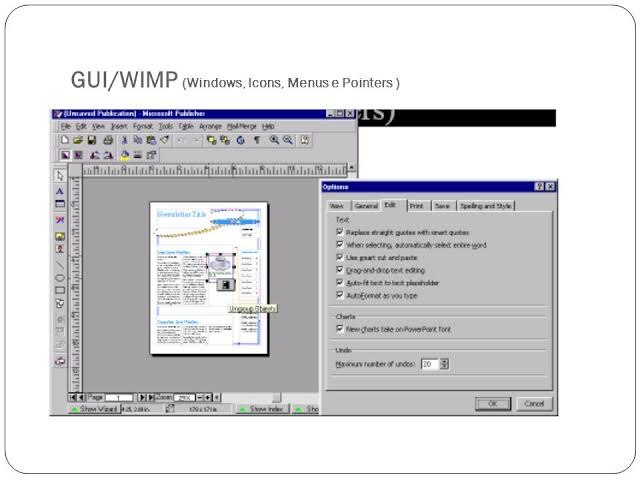 GUI/WIMP (Windows, Icons, Menus e Pointers )
ers)
(Unsaved Publication) - Microsoft Publisher
File Edit View Insert Format Tools Table Arrange Mail Merge Help
Newsletter Title
Ungroup Objects
Page 1 Zoom 29%
Show Wizard
Show Index
Sho
Options
View General Edit Print Save Spelling and Style
Text
Replace straight quotes with smart quotes
When selecting, automatically select entire word
Use smart cut and paste
Drag-and-drop text editing
Auto-fit text to text placeholder
AutoFormat as you type
Charts
New charts take on PowerPoint font
Undo
Maximum number of undos: 20
OK Cancel